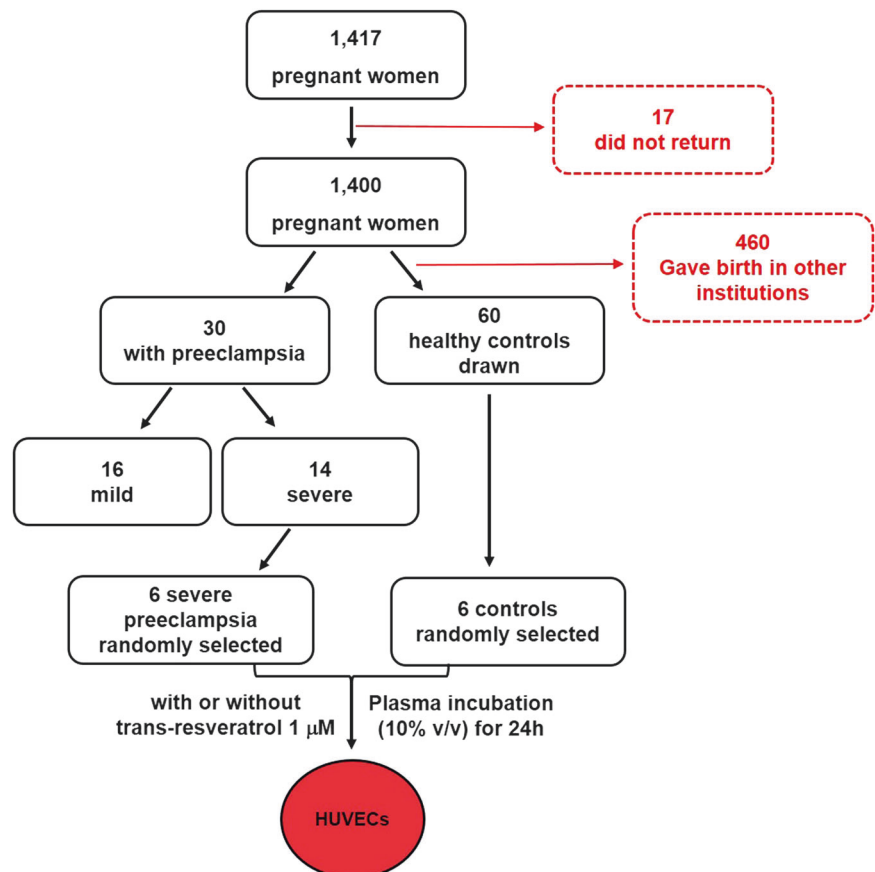 1,417
pregnant women
17
did not return
1,400
pregnant women
460
Gave birth in other
institutions
30
with preeclampsia
60
healthy controls
drawn
16
mild
14
severe
6 severe
preeclampsia
randomly selected
6 controls
randomly selected
with or without
trans-resveratrol 1 μM
Plasma incubation
(10% v/v) for 24h
HUVECs